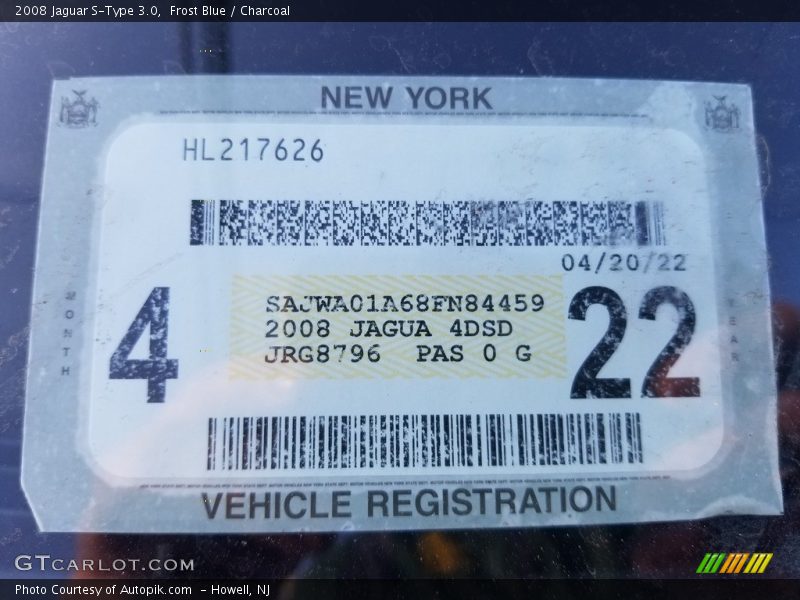 2008 Jaguar S-Type 3.0, Frost Blue / Charcoal
NEW YORK
HL217626
04/20/22
MONTH
4
SAJWA01A68FN84459
2008 JAGUA 4DSD
JRG8796 PAS 0 G
22
YEAR
VEHICLE REGISTRATION
GTCARLOT.COM
Photo Courtesy of Autopik.com - Howell, NJ